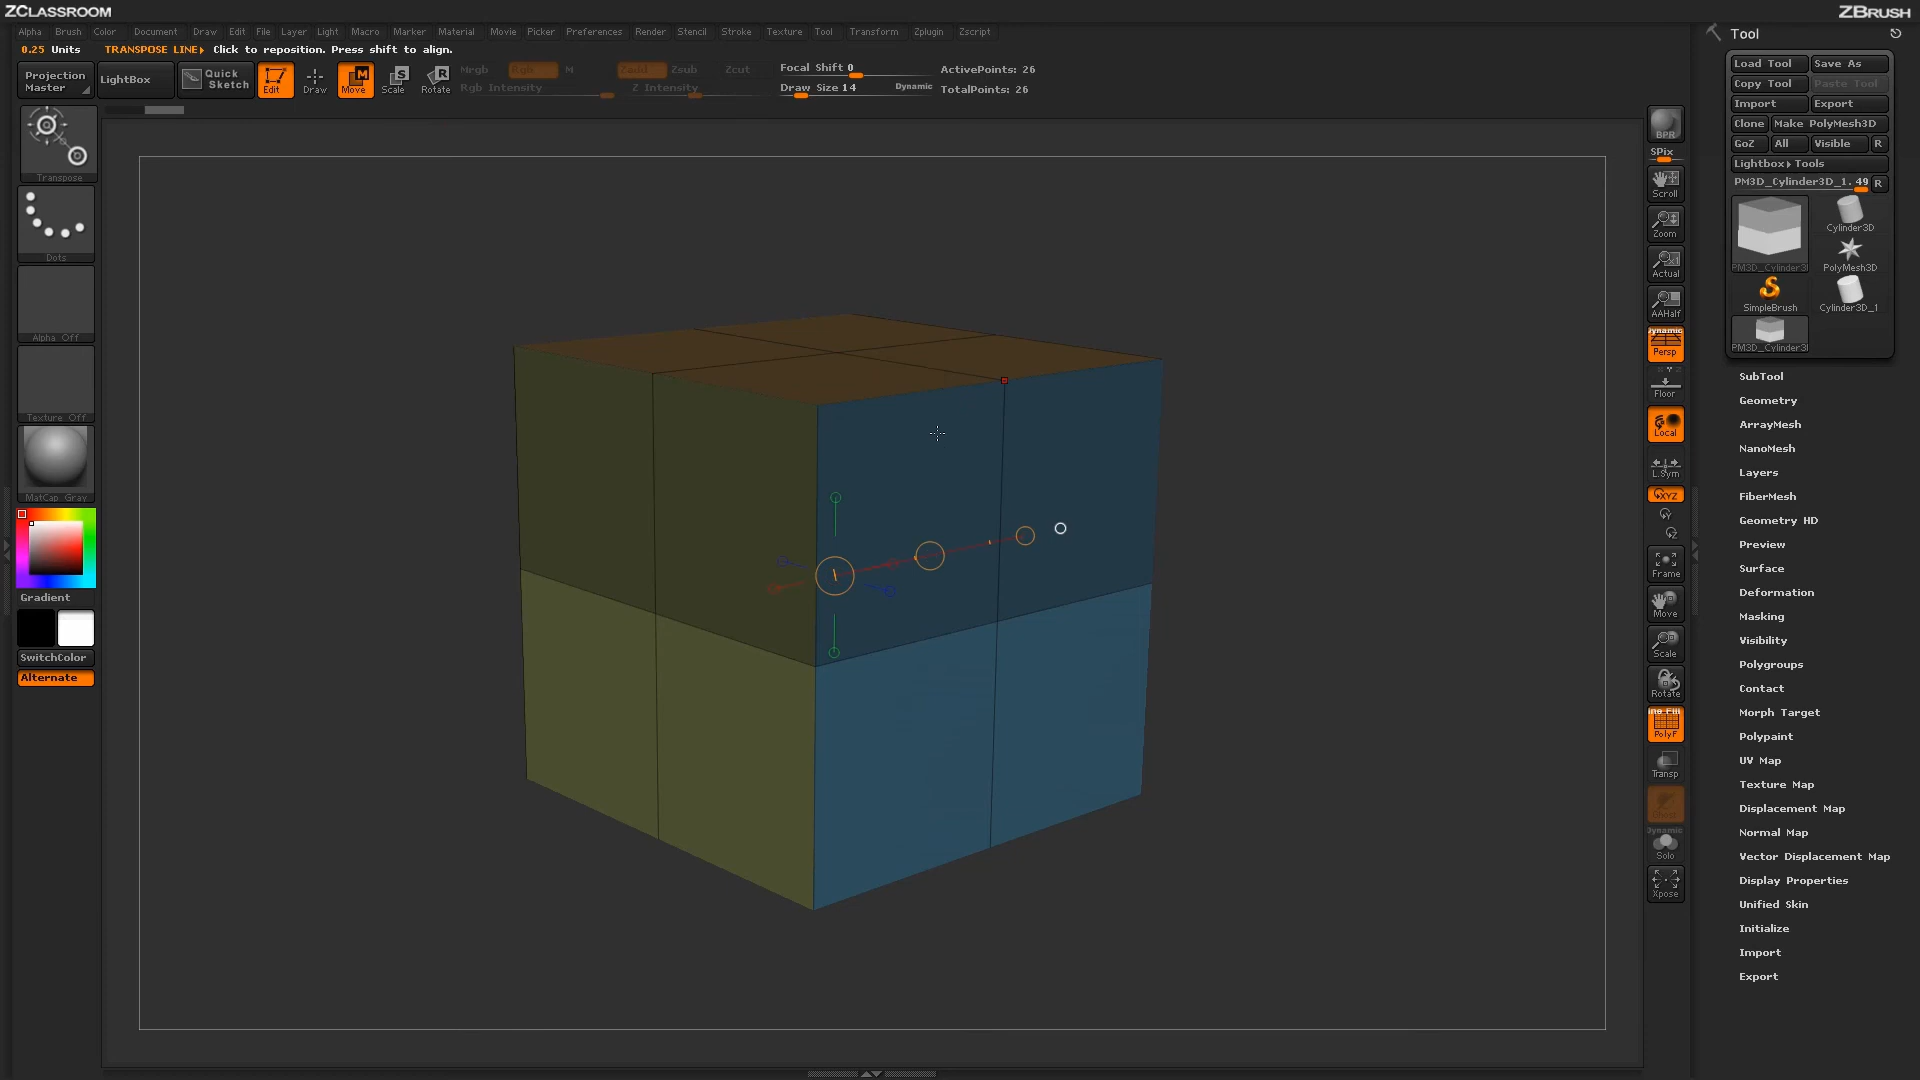 ZCLASSROOM
ZBRUSH
Alpha Brush Color Document Draw Edit File Layer Light Macro Marker Material Movie Picker Preferences Render Stencil Stroke Texture Tool Transform Zplugin Zscript
0.25 Units TRANSPOSE LINE Click to reposition. Press shift to align.
Projection Master
LightBox
Quick Sketch
Edit
Draw
Move
Scale
Rotate
Mrgb Rgb M
Rgb Intensity
Zadd Zsub Zcut
Z Intensity
Focal Shift 0
Draw Size 14 Dynamic
ActivePoints: 26
TotalPoints: 26
Transpose
Dots
Alpha Off
Texture Off
MatCap Gray
Gradient
SwitchColor
Alternate
BPR
SPix
Scroll
Zoom
Actual
AAHalf
Dynamic
Persp
Floor
Local
L.Sym
XYZ
Y
Z
Frame
Move
Scale
Rotate
Line Fill
PolyF
Transp
Dynamic
Solo
Xpose
Tool
Load Tool Save As
Copy Tool Paste Tool
Import Export
Clone Make PolyMesh3D
GoZ All Visible R
Lightbox Tools
PM3D_Cylinder3D_1. 49 R
PM3D_Cylinder3I
Cylinder3D
PolyMesh3D
SimpleBrush
Cylinder3D_1
PM3D_Cylinder3I
SubTool
Geometry
ArrayMesh
NanoMesh
Layers
FiberMesh
Geometry HD
Preview
Surface
Deformation
Masking
Visibility
Polygroups
Contact
Morph Target
Polypaint
UV Map
Texture Map
Displacement Map
Normal Map
Vector Displacement Map
Display Properties
Unified Skin
Initialize
Import
Export